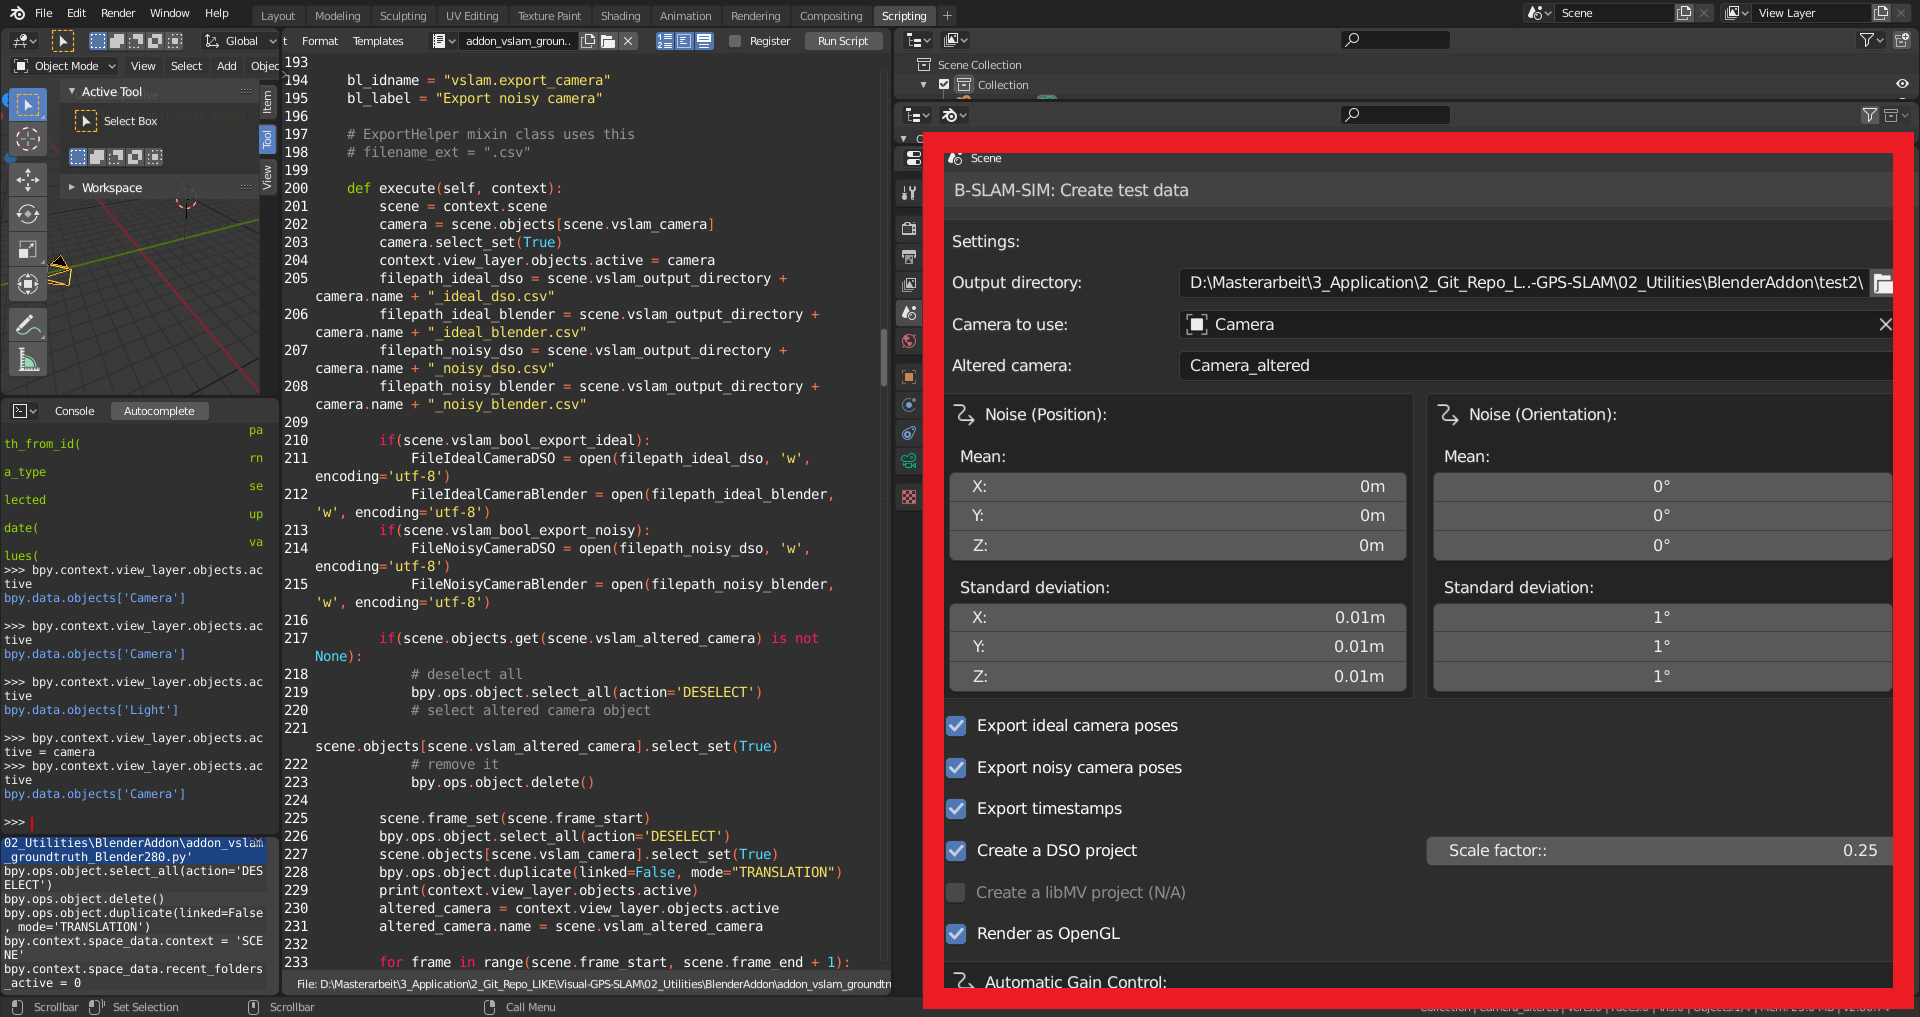 File Edit Render Window Help
Layout Modeling Sculpting UV Editing Texture Paint Shading Animation Rendering Compositing Scripting +
Scene
View Layer
Global
Object Mode View Select Add Objec
Active Tool
Select Box
Workspace
Item
Tool
View
t Format Templates addon_vslam_groun.. Register Run Script
193
194 bl_idname = "vslam.export_camera"
195 bl_label = "Export noisy camera"
196
197 # ExportHelper mixin class uses this
198 # filename_ext = ".csv"
199
200 def execute(self, context):
201 scene = context.scene
202 camera = scene.objects[scene.vslam_camera]
203 camera.select_set(True)
204 context.view_layer.objects.active = camera
205 filepath_ideal_dso = scene.vslam_output_directory +
camera.name + "_ideal_dso.csv"
206 filepath_ideal_blender = scene.vslam_output_directory +
camera.name + "_ideal_blender.csv"
207 filepath_noisy_dso = scene.vslam_output_directory +
camera.name + "_noisy_dso.csv"
208 filepath_noisy_blender = scene.vslam_output_directory +
camera.name + "_noisy_blender.csv"
209
210 if(scene.vslam_bool_export_ideal):
211 FileIdealCameraDSO = open(filepath_ideal_dso, 'w',
encoding='utf-8')
212 FileIdealCameraBlender = open(filepath_ideal_blender,
'w', encoding='utf-8')
213 if(scene.vslam_bool_export_noisy):
214 FileNoisyCameraDSO = open(filepath_noisy_dso, 'w',
encoding='utf-8')
215 FileNoisyCameraBlender = open(filepath_noisy_blender,
'w', encoding='utf-8')
216
217 if(scene.objects.get(scene.vslam_altered_camera) is not
None):
218 # deselect all
219 bpy.ops.object.select_all(action='DESELECT')
220 # select altered camera object
221
scene.objects[scene.vslam_altered_camera].select_set(True)
222 # remove it
223 bpy.ops.object.delete()
224
225 scene.frame_set(scene.frame_start)
226 bpy.ops.object.select_all(action='DESELECT')
227 scene.objects[scene.vslam_camera].select_set(True)
228 bpy.ops.object.duplicate(linked=False, mode="TRANSLATION")
229 print(context.view_layer.objects.active)
230 altered_camera = context.view_layer.objects.active
231 altered_camera.name = scene.vslam_altered_camera
232
233 for frame in range(scene.frame_start, scene.frame_end + 1):
File: D:\Masterarbeit\3_Application\2_Git_Repo_LIKE\Visual-GPS-SLAM\02_Utilities\BlenderAddon\addon_vslam_groundtru
Console Autocomplete
pa
th_from_id(
rn
a_type
se
lected
up
date(
va
lues(
>>> bpy.context.view_layer.objects.ac
tive
bpy.data.objects['Camera']
>>> bpy.context.view_layer.objects.ac
tive
bpy.data.objects['Camera']
>>> bpy.context.view_layer.objects.ac
tive
bpy.data.objects['Light']
>>> bpy.context.view_layer.objects.ac
tive = camera
>>> bpy.context.view_layer.objects.ac
tive
bpy.data.objects['Camera']
>>>
02_Utilities\BlenderAddon\addon_vslam
_groundtruth_Blender280.py'
bpy.ops.object.select_all(action='DES
ELECT')
bpy.ops.object.delete()
bpy.ops.object.duplicate(linked=False
, mode='TRANSLATION')
bpy.context.space_data.context = 'SCE
NE'
bpy.context.space_data.recent_folders
_active = 0
Scrollbar Set Selection Scrollbar Call Menu
Scene Collection
Collection
Scene
B-SLAM-SIM: Create test data
Settings:
Output directory: D:\Masterarbeit\3_Application\2_Git_Repo_L..-GPS-SLAM\02_Utilities\BlenderAddon\test2\
Camera to use: Camera
Altered camera: Camera_altered
Noise (Position): Noise (Orientation):
Mean: Mean:
X: 0m 0°
Y: 0m 0°
Z: 0m 0°
Standard deviation: Standard deviation:
X: 0.01m 1°
Y: 0.01m 1°
Z: 0.01m 1°
Export ideal camera poses
Export noisy camera poses
Export timestamps
Create a DSO project Scale factor:: 0.25
Create a libMV project (N/A)
Render as OpenGL
Automatic Gain Control: